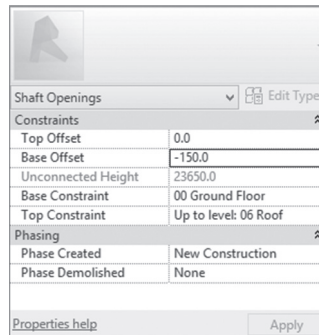 Shaft Openings Edit Type
Constraints
Top Offset 0.0
Base Offset -150.0
Unconnected Height 23650.0
Base Constraint 00 Ground Floor
Top Constraint Up to level: 06 Roof
Phasing
Phase Created New Construction
Phase Demolished None
Properties help Apply